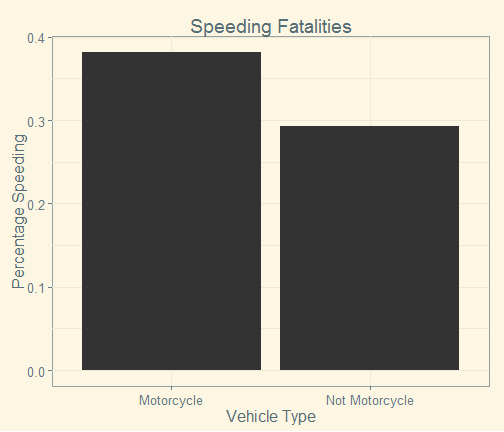 Speeding Fatalities
Percentage Speeding
0.4
0.3
0.2
0.1
0.0
Motorcycle
Not Motorcycle
Vehicle Type